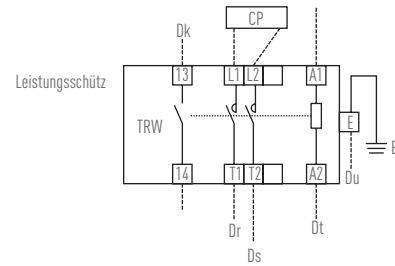 CP
Dk
13 L1 L2 A1
Leistungsschütz
TRW
E
E
14 T1 T2 A2
Du
Dr
Dt
Ds